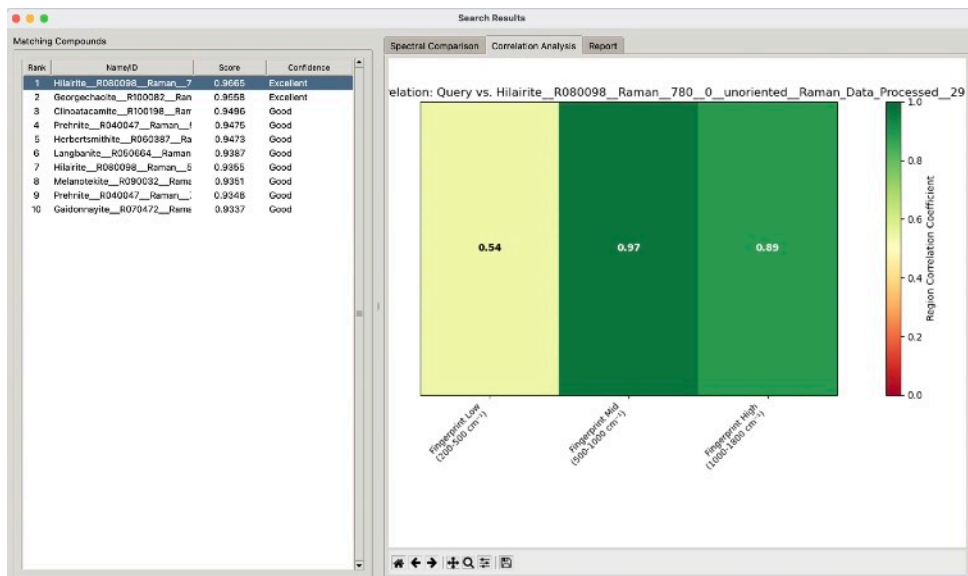 Search Results
Matching Compounds
Rank Name/ID Score Confidence
1 Hilairite__R080098__Raman__7 0.9665 Excellent
2 Georgechaoite__R100082__Ran 0.9558 Excellent
3 Clinoatacamite__R100198__Ran 0.9496 Good
4 Prehnite__R040047__Raman__ 0.9475 Good
5 Herbertsmithite__R060387__Ra 0.9473 Good
6 Langbanite__R050664__Raman 0.9387 Good
7 Hilairite__R080098__Raman__5 0.9355 Good
8 Melanotekite__R090032__Rama 0.9351 Good
9 Prehnite__R040047__Raman__ 0.9348 Good
10 Gaidonnayite__R070472__Rama 0.9337 Good
Spectral Comparison Correlation Analysis Report
elation: Query vs. Hilairite__R080098__Raman__780__0__unoriented__Raman_Data_Processed__29
0.54 0.97 0.89
Fingerprint Low
(200-500 cm⁻¹)
Fingerprint Mid
(500-1000 cm⁻¹)
Fingerprint High
(1000-1800 cm⁻¹)
1.0
0.8
0.6
0.4
0.2
0.0
Region Correlation Coefficient